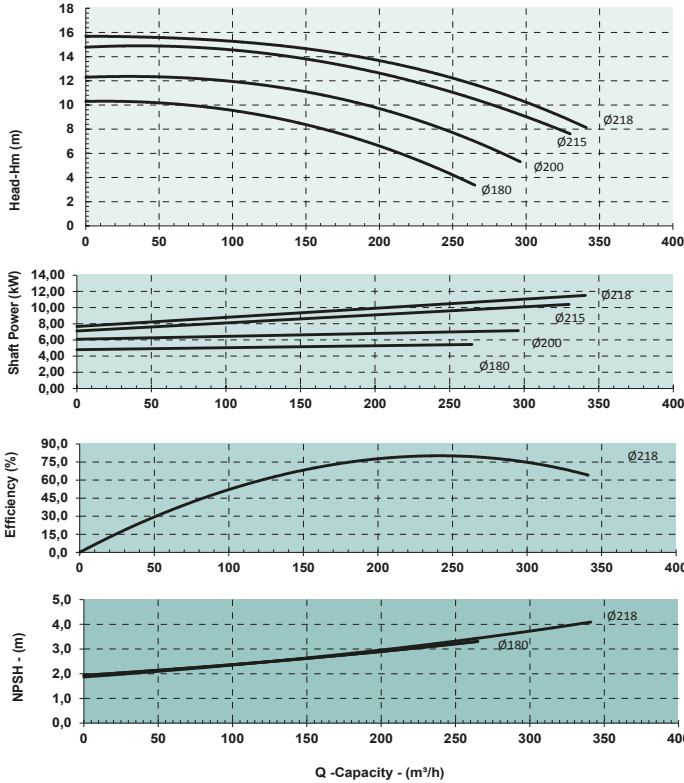 Head-Hm (m)
18
16
14
12
10
8
6
4
2
0
Ø218
Ø215
Ø200
Ø180
0 50 100 150 200 250 300 350 400
Shaft Power (kW)
14,00
12,00
10,00
8,00
6,00
4,00
2,00
0,00
Ø218
Ø215
Ø200
Ø180
0 50 100 150 200 250 300 350 400
Efficiency (%)
90,0
75,0
60,0
45,0
30,0
15,0
0,0
Ø218
0 50 100 150 200 250 300 350 400
NPSH - (m)
5,0
4,0
3,0
2,0
1,0
0,0
Ø218
Ø180
0 50 100 150 200 250 300 350 400
Q -Capacity - (m³/h)